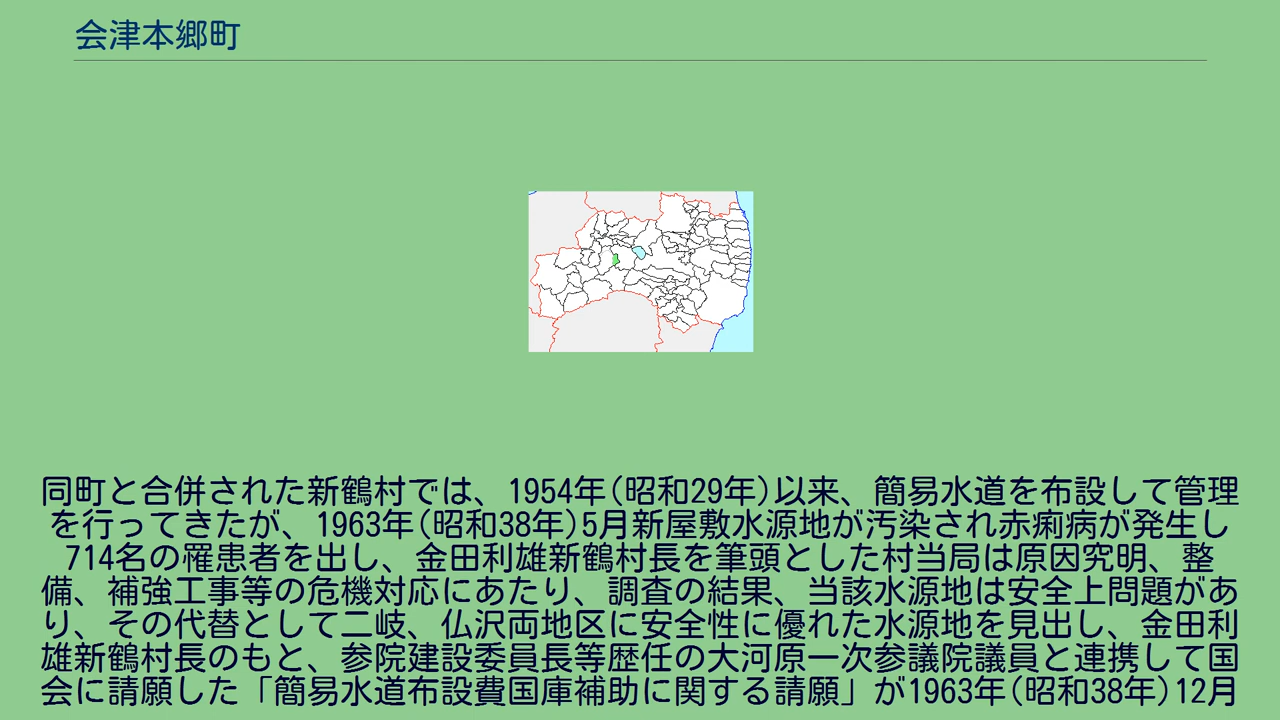 会津本郷町
同町と合併された新鶴村では、1954年(昭和29年)以来、簡易水道を布設して管理
を行ってきたが、1963年(昭和38年)5月新屋敷水源地が汚染され赤痢病が発生し
714名の罹患者を出し、金田利雄新鶴村長を筆頭とした村当局は原因究明、整
備、補強工事等の危機対応にあたり、調査の結果、当該水源地は安全上問題があ
り、その代替として二岐、仏沢両地区に安全性に優れた水源地を見出し、金田利
雄新鶴村長のもと、参院建設委員長等歴任の大河原一次参議院議員と連携して国
会に請願した「簡易水道布設費国庫補助に関する請願」が1963年(昭和38年)12月